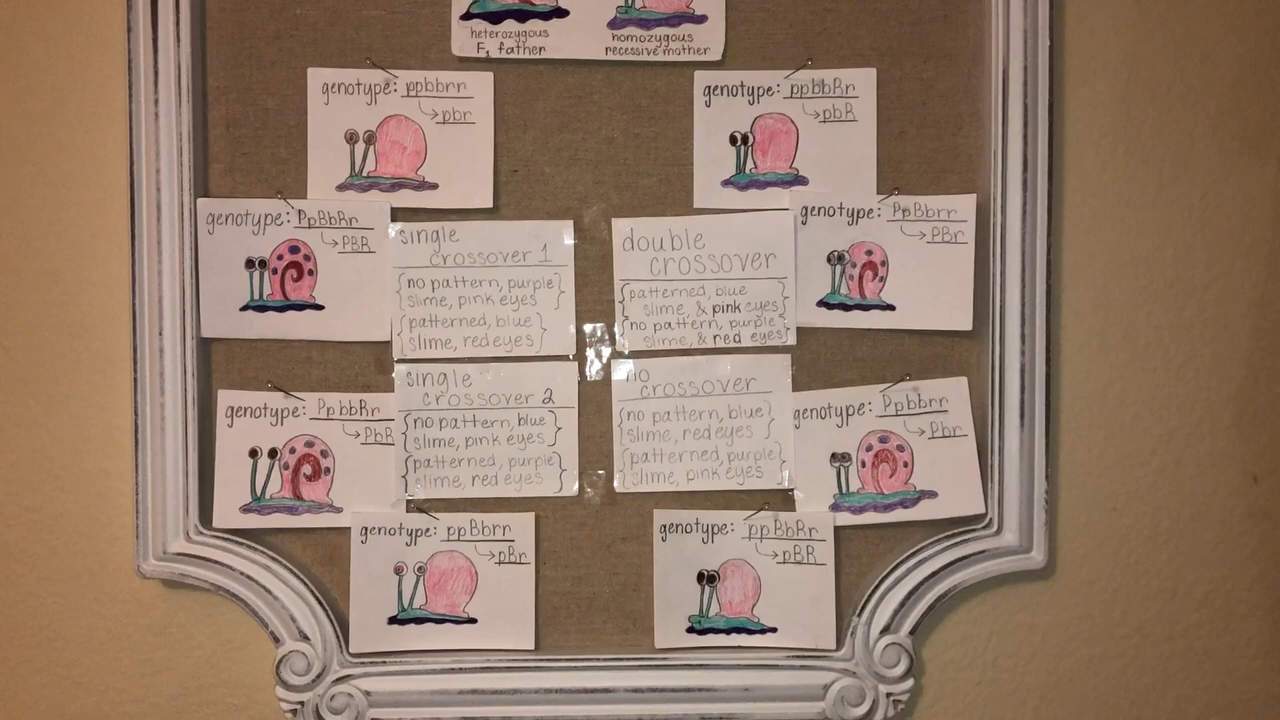 heterozygous
F1 father
homozygous
recessive mother
genotype: ppbbrr
pbr
genotype: ppbbRr
pbR
genotype: PpBbRr
PBR
genotype: PpBbrr
PBr
single
crossover 1
{no pattern, purple}
{slime, pink eyes}
{patterned, blue}
{slime, red eyes}
double
crossover
{patterned, blue}
{slime, & pink eyes}
{no pattern, purple}
{slime, & red eyes}
single
crossover 2
{no pattern, blue}
{slime, pink eyes}
{patterned, purple}
{slime, red eyes}
no
crossover
{no pattern, blue}
{slime, red eyes}
{patterned, purple}
{slime, pink eyes}
genotype: PpbbRr
PbR
genotype: Ppbbrr
Pbr
genotype: ppBbrr
pBr
genotype: ppBbRr
pBR